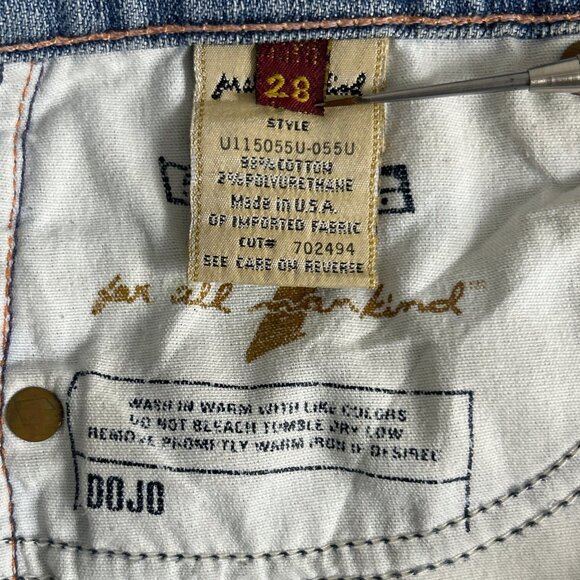 28
STYLE
U115055U-055U
98% COTTON
2% POLYURETHANE
Made in U.S.A.
OF IMPORTED FABRIC
CUT# 702494
SEE CARE ON REVERSE
for all mankind™
WASH IN WARM WITH LIKE COLORS
DO NOT BLEACH TUMBLE DRY LOW
REMOVE PROMPTLY WARM IRON IF DESIRED
DOJO